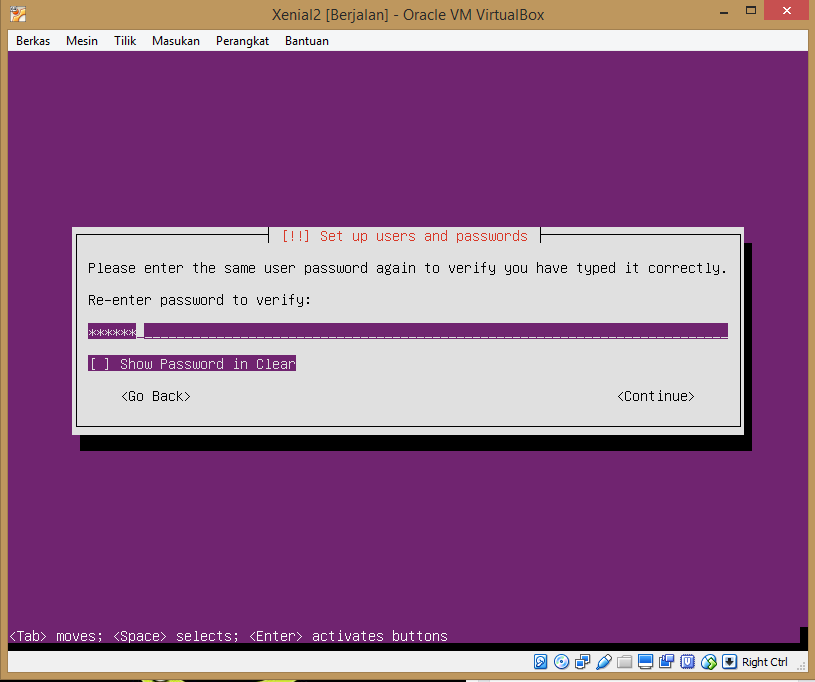 Xenial2 [Berjalan] - Oracle VM VirtualBox
Berkas Mesin Tilik Masukan Perangkat Bantuan
[!!] Set up users and passwords
Please enter the same user password again to verify you have typed it correctly.
Re-enter password to verify:
******
[ ] Show Password in Clear
<Go Back> <Continue>
<Tab> moves; <Space> selects; <Enter> activates buttons
Right Ctrl